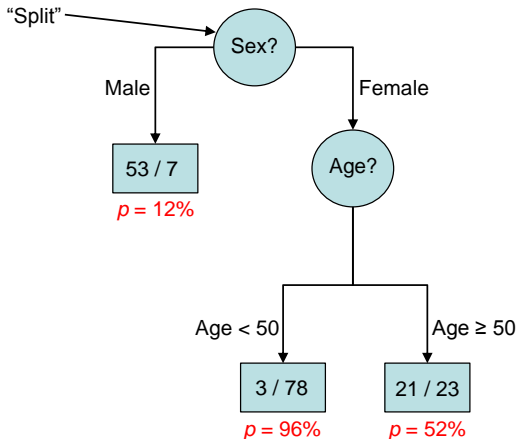 “Split”
Sex?
Male
Female
53 / 7
p = 12%
Age?
Age < 50
Age ≥ 50
3 / 78
21 / 23
p = 96%
p = 52%